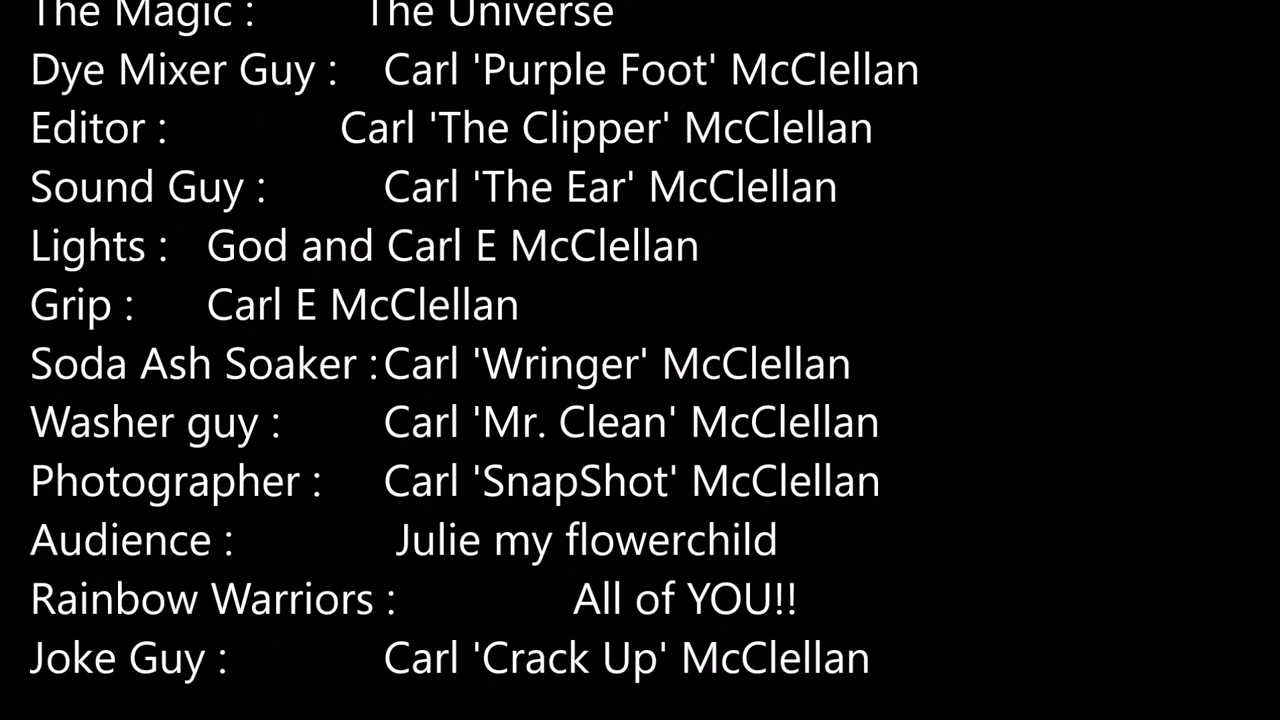 The Magic : The Universe
Dye Mixer Guy : Carl 'Purple Foot' McClellan
Editor : Carl 'The Clipper' McClellan
Sound Guy : Carl 'The Ear' McClellan
Lights : God and Carl E McClellan
Grip : Carl E McClellan
Soda Ash Soaker : Carl 'Wringer' McClellan
Washer guy : Carl 'Mr. Clean' McClellan
Photographer : Carl 'SnapShot' McClellan
Audience : Julie my flowerchild
Rainbow Warriors : All of YOU!!
Joke Guy : Carl 'Crack Up' McClellan